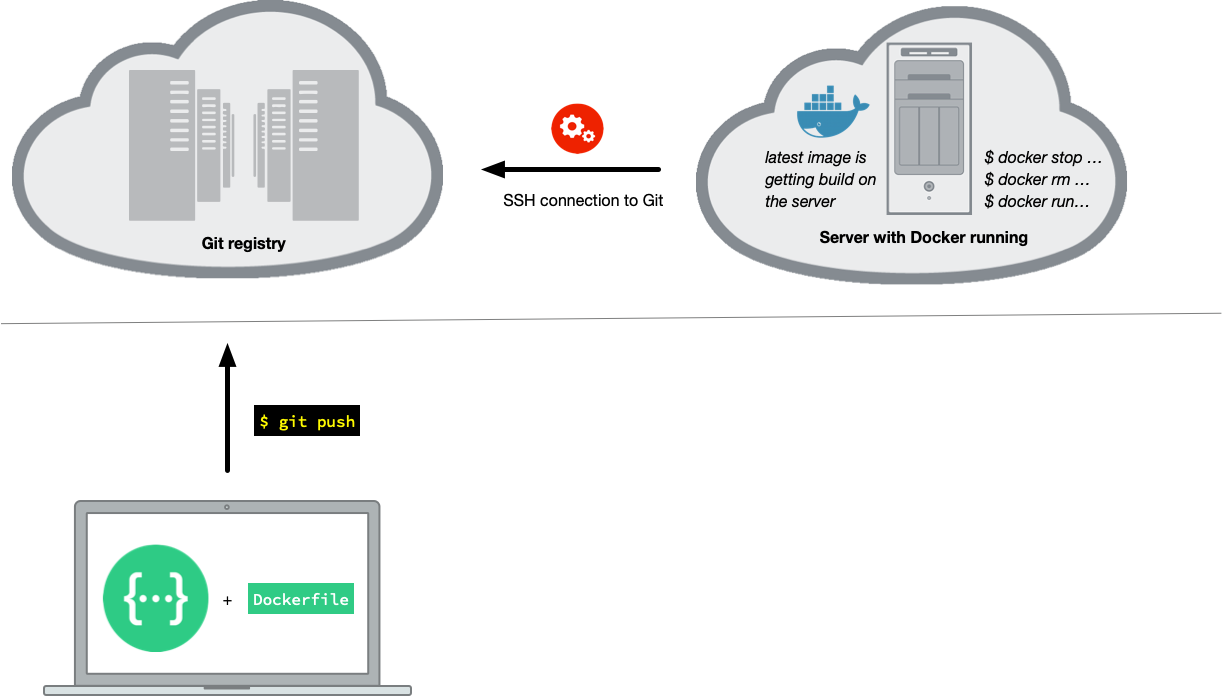 latest image is
getting build on
the server
$ docker stop …
$ docker rm …
$ docker run…
SSH connection to Git
Git registry
Server with Docker running
$ git push
{···}
+
Dockerfile